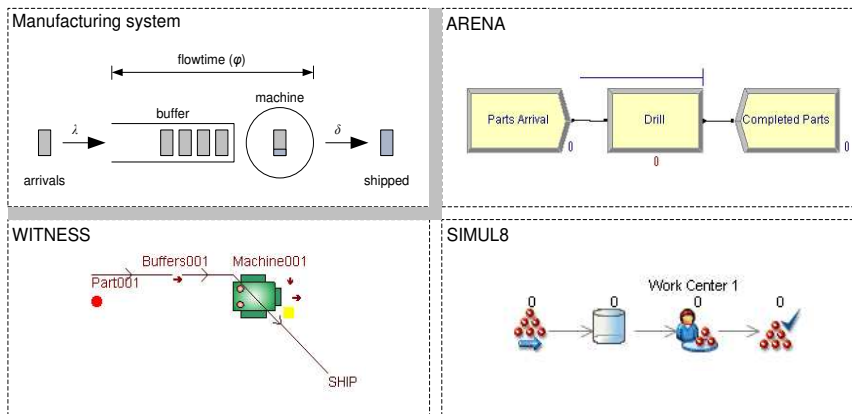 Manufacturing system
flowtime (φ)
machine
buffer
λ
δ
arrivals
shipped
ARENA
Parts Arrival
Drill
Completed Parts
0
0
0
WITNESS
Buffers001
Machine001
Part001
SHIP
SIMUL8
Work Center 1
0
0
0
0